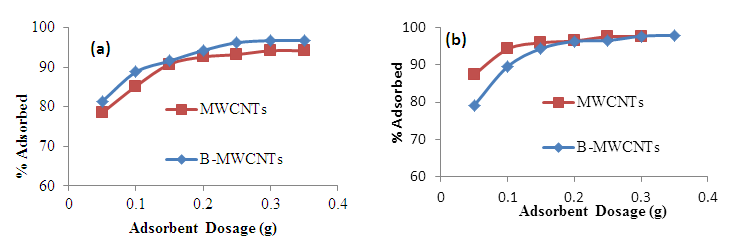 (a)
% Adsorbed
100
90
80
70
60
0
0.1
0.2
0.3
0.4
Adsorbent Dosage (g)
MWCNTs
B-MWCNTs
(b)
% Adsorbed
100
90
80
70
60
0
0.1
0.2
0.3
0.4
Adsorbent Dosage (g)
MWCNTs
B-MWCNTs